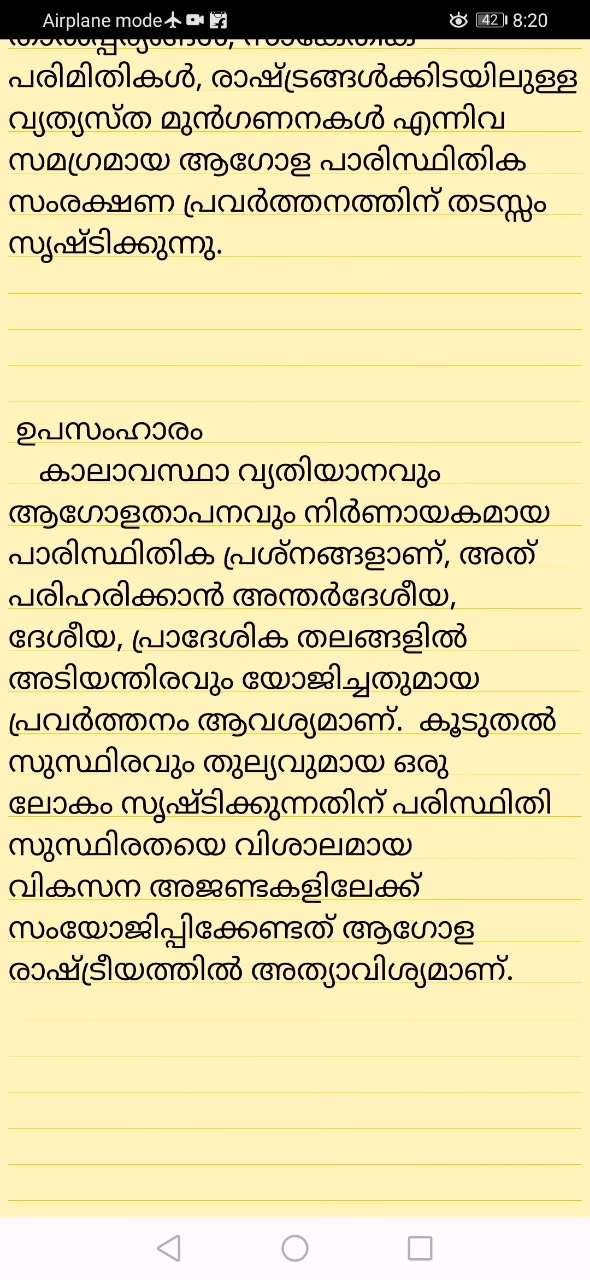 Airplane mode 42 8:20
പരിമിതികൾ, രാഷ്ട്രങ്ങൾക്കിടയിലുള്ള
വ്യത്യസ്ത മുൻഗണനകൾ എന്നിവ
സമഗ്രമായ ആഗോള പാരിസ്ഥിതിക
സംരക്ഷണ പ്രവർത്തനത്തിന് തടസ്സം
സൃഷ്ടിക്കുന്നു.
ഉപസംഹാരം
കാലാവസ്ഥാ വ്യതിയാനവും
ആഗോളതാപനവും നിർണായകമായ
പാരിസ്ഥിതിക പ്രശ്നങ്ങളാണ്, അത്
പരിഹരിക്കാൻ അന്തർദേശീയ,
ദേശീയ, പ്രാദേശിക തലങ്ങളിൽ
അടിയന്തിരവും യോജിച്ചതുമായ
പ്രവർത്തനം ആവശ്യമാണ്. കൂടുതൽ
സുസ്ഥിരവും തുല്യവുമായ ഒരു
ലോകം സൃഷ്ടിക്കുന്നതിന് പരിസ്ഥിതി
സുസ്ഥിരതയെ വിശാലമായ
വികസന അജണ്ടകളിലേക്ക്
സംയോജിപ്പിക്കേണ്ടത് ആഗോള
രാഷ്ട്രീയത്തിൽ അത്യാവിശ്യമാണ്.